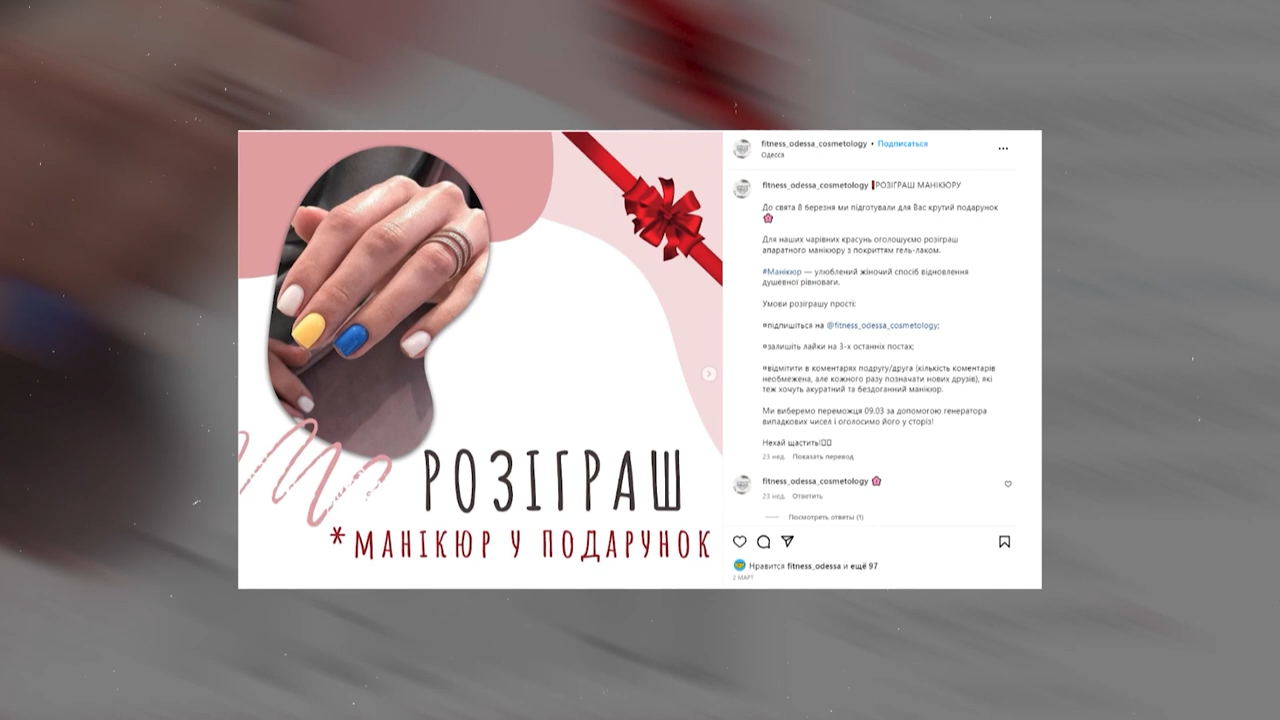 РОЗІГРАШ
*МАНІКЮР У ПОДАРУНОК
fitness_odessa_cosmetology • Подписаться
Одесса
fitness_odessa_cosmetology РОЗІГРАШ МАНІКЮРУ
До свята 8 березня ми підготували для Вас крутий подарунок
🌸
Для наших чарівних красунь оголошуємо розіграш
апаратного манікюру з покриттям гель-лаком.
#Манікюр — улюблений жіночий спосіб відновлення
душевної рівноваги.
Умови розіграшу прості:
¤підпишіться на @fitness_odessa_cosmetology;
¤залишіть лайки на 3-х останніх постах;
¤відмітити в коментарях подругу/друга (кількість коментарів
необмежена, але кожного разу позначати нових друзів), які
теж хочуть акуратний та бездоганний манікюр.
Ми виберемо переможця 09.03 за допомогою генератора
випадкових чисел і оголосимо його у сторіз!
Нехай щастить!
23 нед. Показать перевод
fitness_odessa_cosmetology 🌸
23 нед. Ответить
Посмотреть ответы (1)
Нравится fitness_odessa и ещё 97
2 МАРТ